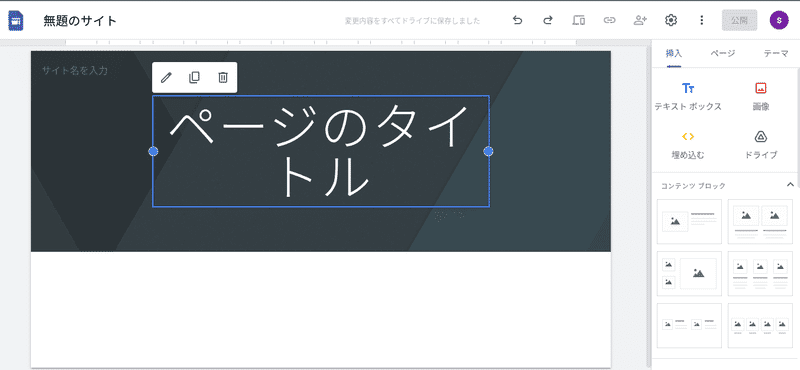 無題のサイト
変更内容をすべてドライブに保存しました
公開
S
サイト名を入力
ページのタイ
トル
挿入
ページ
テーマ
テキスト ボックス
画像
埋め込む
ドライブ
コンテンツ ブロック